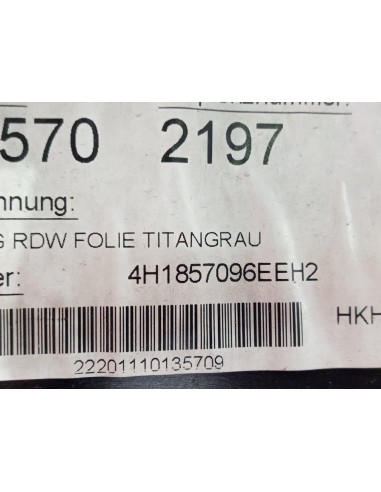 570 2197
nnung:
G RDW FOLIE TITANGRAU
er: 4H1857096EEH2
HKH
22201110135709